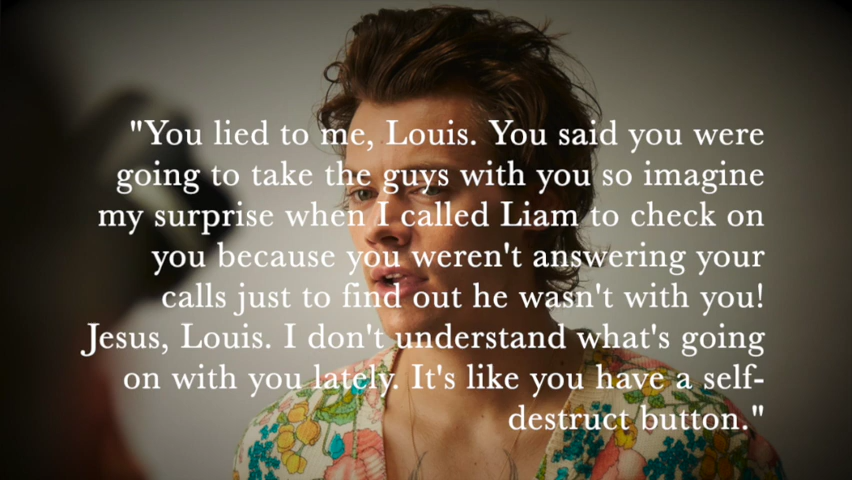 "You lied to me, Louis. You said you were
going to take the guys with you so imagine
my surprise when I called Liam to check on
you because you weren't answering your
calls just to find out he wasn't with you!
Jesus, Louis. I don't understand what's going
on with you lately. It's like you have a self-
destruct button."